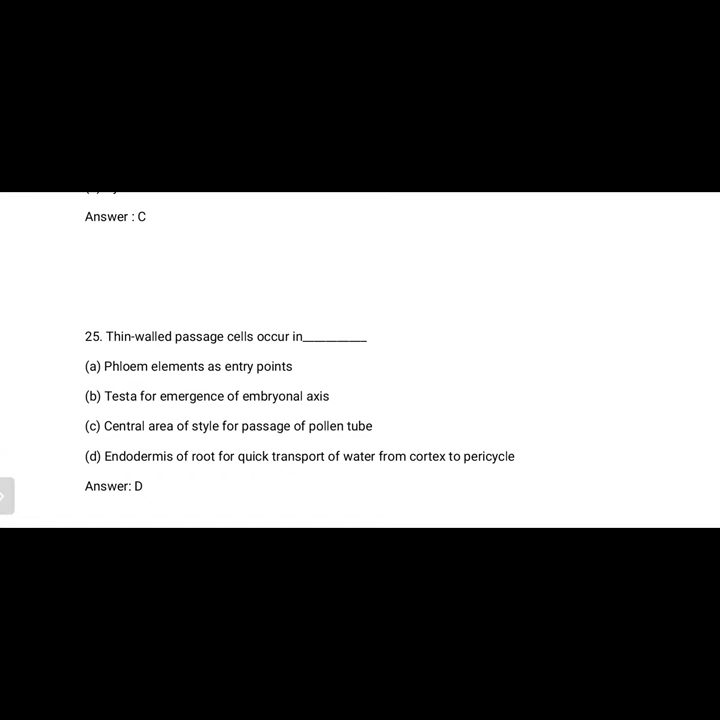 Answer : C
25. Thin-walled passage cells occur in__________
(a) Phloem elements as entry points
(b) Testa for emergence of embryonal axis
(c) Central area of style for passage of pollen tube
(d) Endodermis of root for quick transport of water from cortex to pericycle
Answer: D